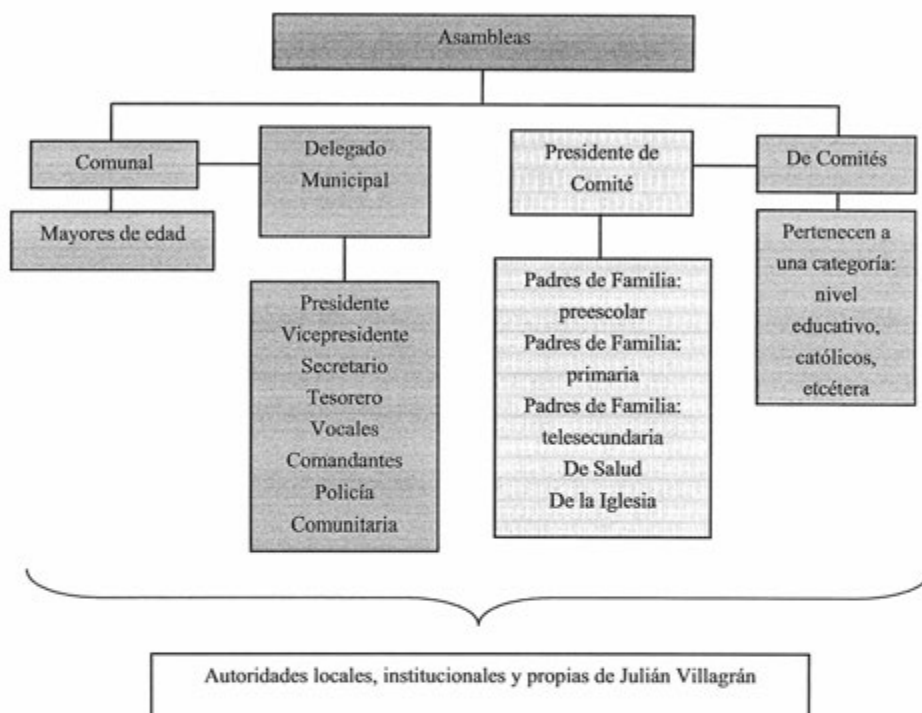 Asambleas
Comunal
Delegado
Municipal
Presidente de
Comité
De Comités
Mayores de edad
Pertenecen a
una categoría:
nivel
educativo,
católicos,
etcétera
Presidente
Vicepresidente
Secretario
Tesorero
Vocales
Comandantes
Policía
Comunitaria
Padres de Familia:
preescolar
Padres de Familia:
primaria
Padres de Familia:
telesecundaria
De Salud
De la Iglesia
Autoridades locales, institucionales y propias de Julián Villagrán